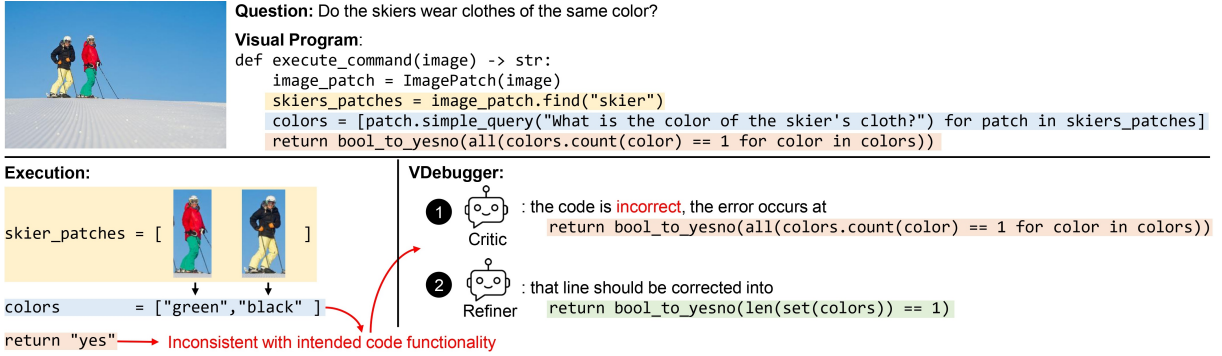 Question: Do the skiers wear clothes of the same color?
Visual Program:
def execute_command(image) -> str:
    image_patch = ImagePatch(image)
    skiers_patches = image_patch.find("skier")
    colors = [patch.simple_query("What is the color of the skier's cloth?") for patch in skiers_patches]
    return bool_to_yesno(all(colors.count(color) == 1 for color in colors))
Execution:
skier_patches = [ ]
colors = ["green","black" ]
return "yes"
Inconsistent with intended code functionality
VDebugger:
1
Critic
: the code is incorrect, the error occurs at
return bool_to_yesno(all(colors.count(color) == 1 for color in colors))
2
Refiner
: that line should be corrected into
return bool_to_yesno(len(set(colors)) == 1)